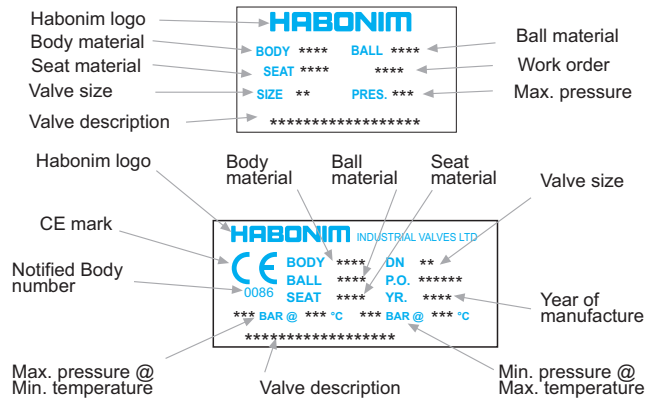 Habonim logo
HABONIM
Body material
BODY **** BALL ****
Ball material
Seat material
SEAT **** ****
Work order
Valve size
SIZE ** PRES. ***
Max. pressure
Valve description
******************
Habonim logo
Body material
Ball material
Seat material
Valve size
CE mark
HABONIM INDUSTRIAL VALVES LTD
CE
BODY **** DN **
Notified Body number
BALL **** P.O. ******
0086
SEAT **** YR. ****
Year of manufacture
*** BAR @ *** °C *** BAR @ *** °C
******************
Max. pressure @
Min. temperature
Valve description
Min. pressure @
Max. temperature